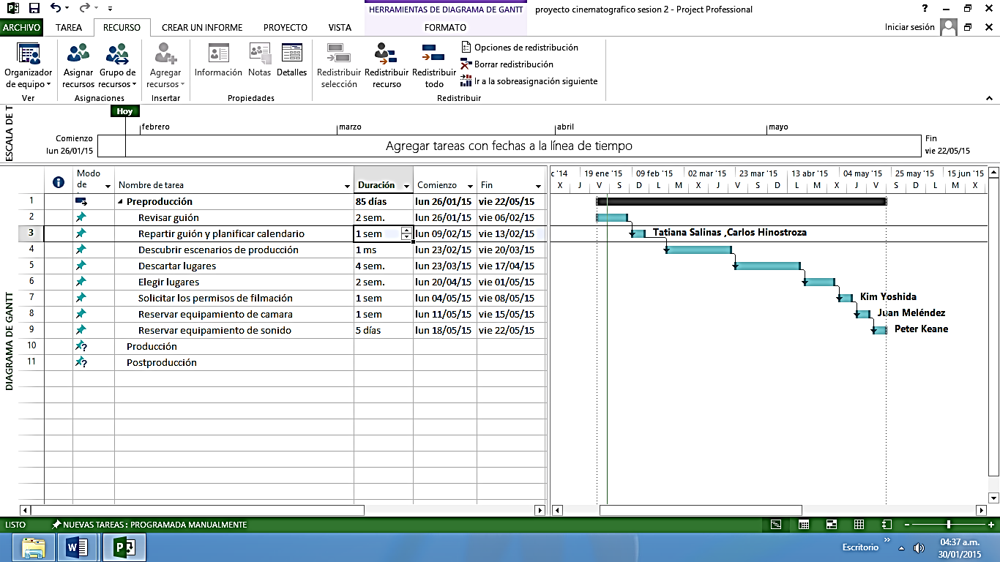 HERRAMIENTAS DE DIAGRAMA DE GANTT
proyecto cinematografico sesion 2 - Project Professional
ARCHIVO TAREA RECURSO CREAR UN INFORME PROYECTO VISTA FORMATO Iniciar sesión
Organizador de equipo
Asignar recursos
Grupo de recursos
Agregar recursos
Información
Notas
Detalles
Redistribuir selección
Redistribuir recurso
Redistribuir todo
Opciones de redistribución
Borrar redistribución
Ir a la sobreasignación siguiente
Ver Asignaciones Insertar Propiedades Redistribuir
ESCALA DE T
Hoy
febrero marzo abril mayo
Comienzo
lun 26/01/15
Agregar tareas con fechas a la línea de tiempo
Fin
vie 22/05/15
DIAGRAMA DE GANTT
Modo de Nombre de tarea Duración Comienzo Fin
c '14 19 ene '15 09 feb '15 02 mar '15 23 mar '15 13 abr '15 04 may '15 25 may '15 15 jun '15
X J V S D L M X J V S D L M X J V S D L M X
1 Preproducción 85 días lun 26/01/15 vie 22/05/15
2 Revisar guión 2 sem. lun 26/01/15 vie 06/02/15
3 Repartir guión y planificar calendario 1 sem lun 09/02/15 vie 13/02/15 Tatiana Salinas ,Carlos Hinostroza
4 Descubrir escenarios de producción 1 ms lun 23/02/15 vie 20/03/15
5 Descartar lugares 4 sem. lun 23/03/15 vie 17/04/15
6 Elegir lugares 2 sem. lun 20/04/15 vie 01/05/15
7 Solicitar los permisos de filmación 1 sem lun 04/05/15 vie 08/05/15 Kim Yoshida
8 Reservar equipamiento de camara 1 sem lun 11/05/15 vie 15/05/15 Juan Meléndez
9 Reservar equipamiento de sonido 5 días lun 18/05/15 vie 22/05/15 Peter Keane
10 Producción
11 Postproducción
LISTO NUEVAS TAREAS : PROGRAMADA MANUALMENTE
Escritorio
04:37 a.m.
30/01/2015